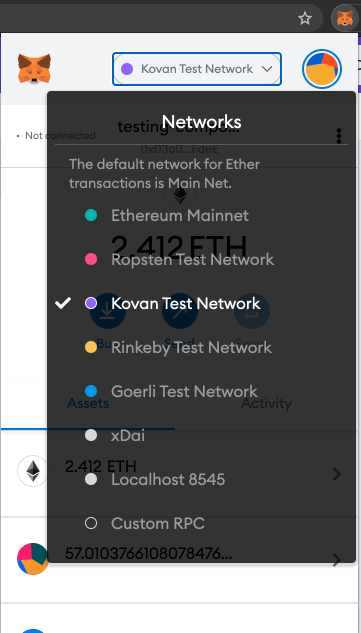 Kovan Test Network
Networks
Not connected
testing-compo...
0x03c0...FdeE
The default network for Ether
transactions is Main Net.
Ethereum Mainnet
2.412 ETH
Ropsten Test Network
Kovan Test Network
Rinkeby Test Network
Goerli Test Network
Assets
Activity
xDai
2.412 ETH
Localhost 8545
Custom RPC
57.0103766108078476...